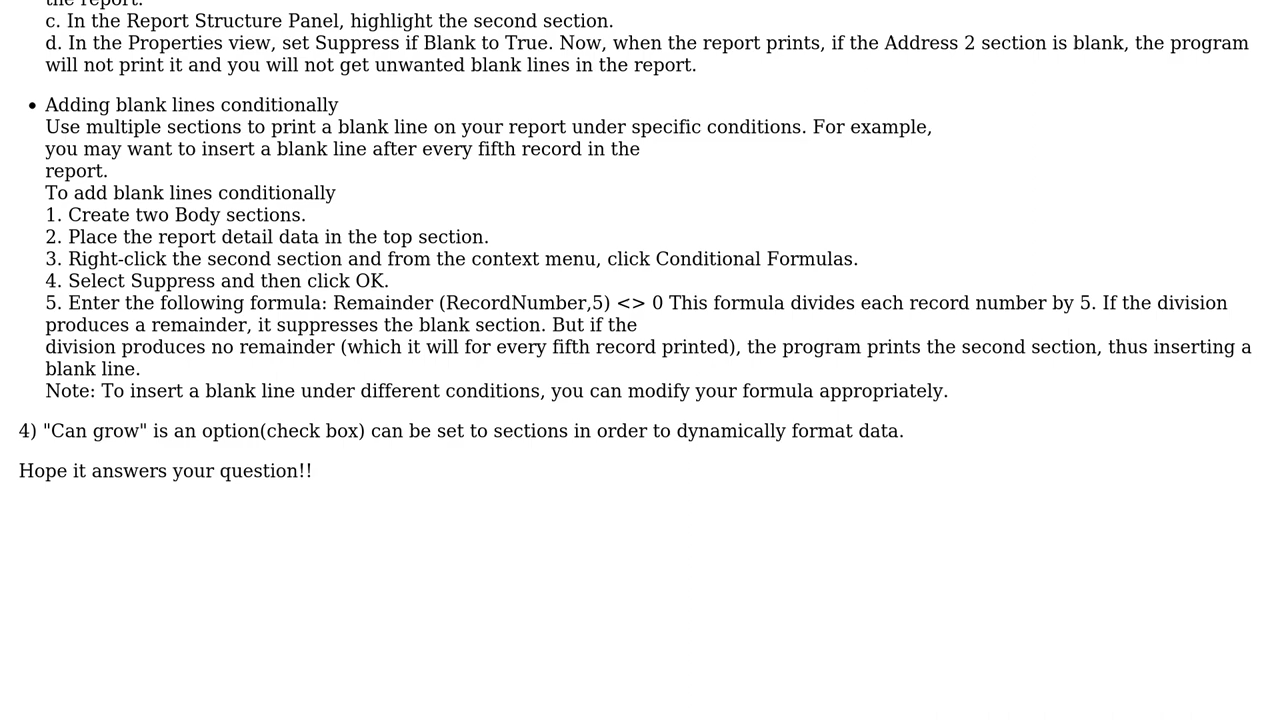 the report.
c. In the Report Structure Panel, highlight the second section.
d. In the Properties view, set Suppress if Blank to True. Now, when the report prints, if the Address 2 section is blank, the program
will not print it and you will not get unwanted blank lines in the report.
• Adding blank lines conditionally
Use multiple sections to print a blank line on your report under specific conditions. For example,
you may want to insert a blank line after every fifth record in the
report.
To add blank lines conditionally
1. Create two Body sections.
2. Place the report detail data in the top section.
3. Right-click the second section and from the context menu, click Conditional Formulas.
4. Select Suppress and then click OK.
5. Enter the following formula: Remainder (RecordNumber,5) <> 0 This formula divides each record number by 5. If the division
produces a remainder, it suppresses the blank section. But if the
division produces no remainder (which it will for every fifth record printed), the program prints the second section, thus inserting a
blank line.
Note: To insert a blank line under different conditions, you can modify your formula appropriately.
4) "Can grow" is an option(check box) can be set to sections in order to dynamically format data.
Hope it answers your question!!